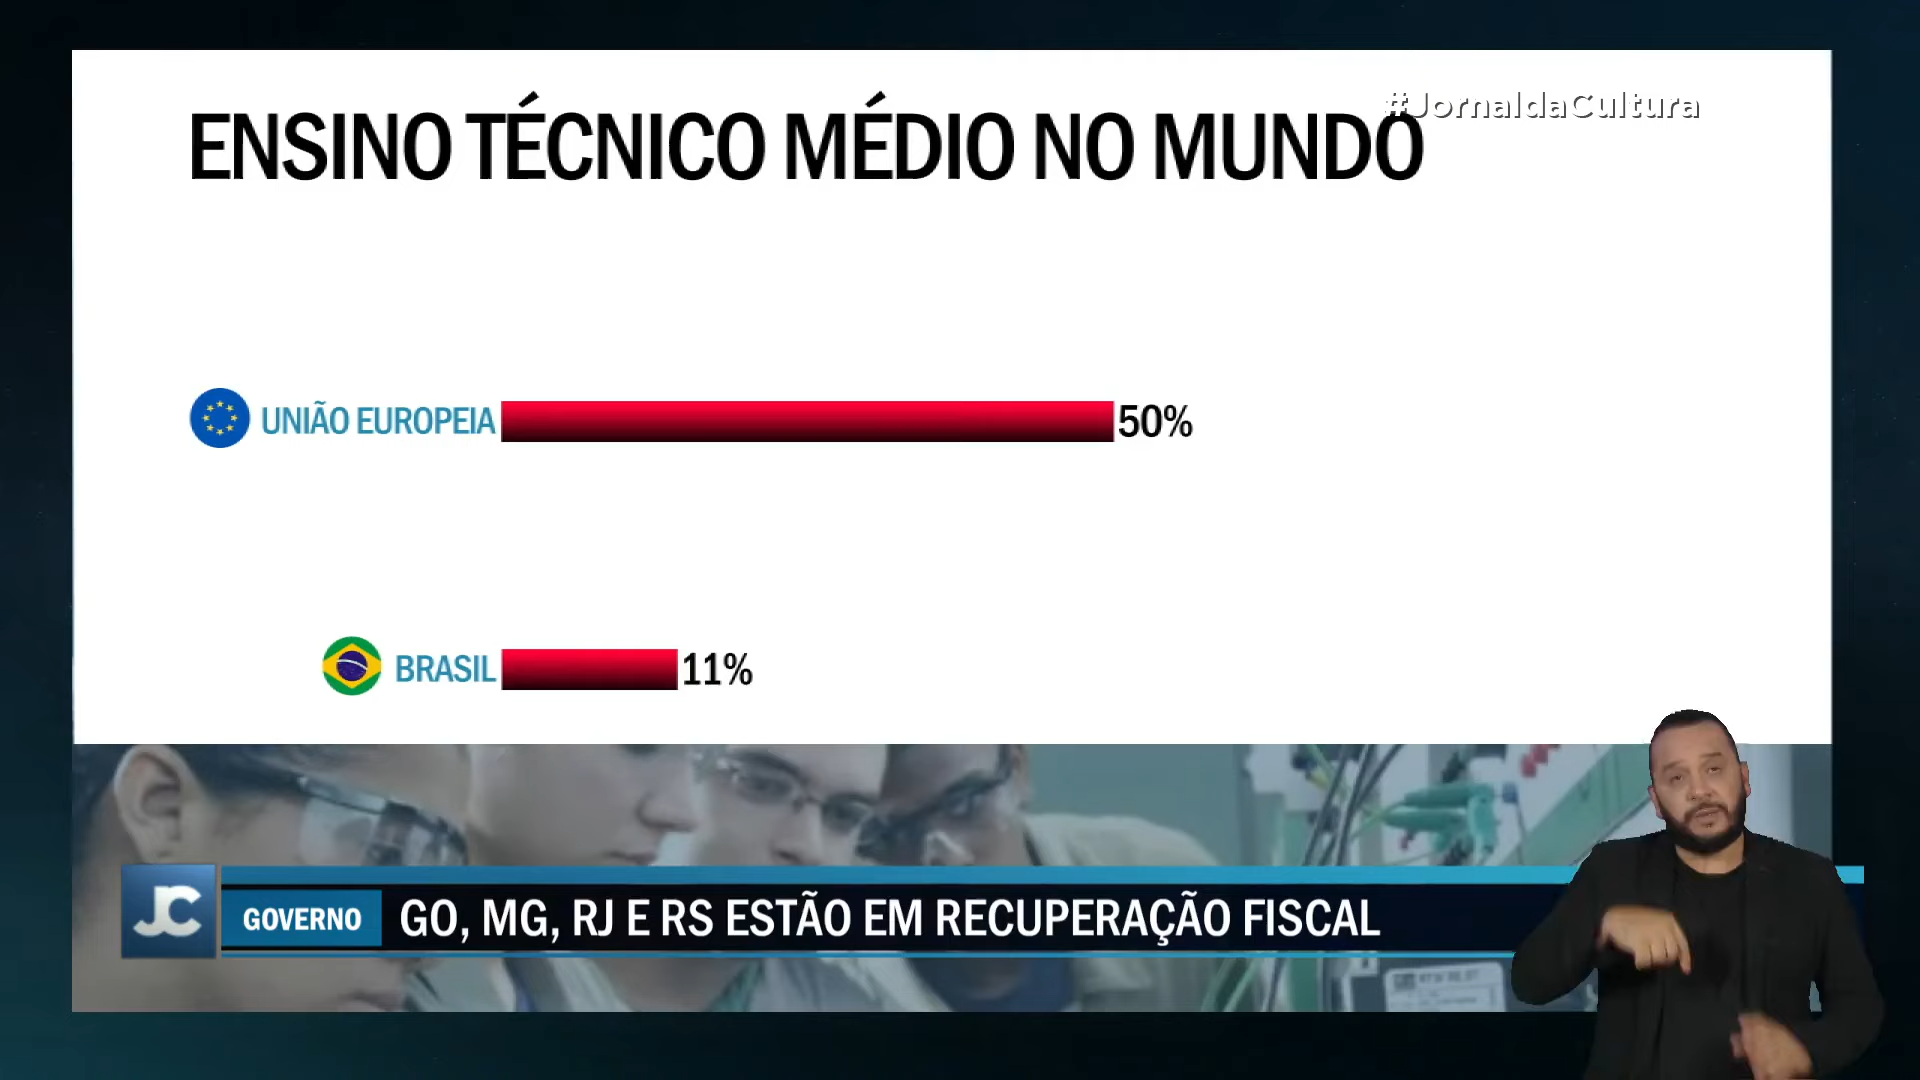 #JornaldaCultura
ENSINO TÉCNICO MÉDIO NO MUNDO
UNIÃO EUROPEIA 50%
BRASIL 11%
JC GOVERNO GO, MG, RJ E RS ESTÃO EM RECUPERAÇÃO FISCAL